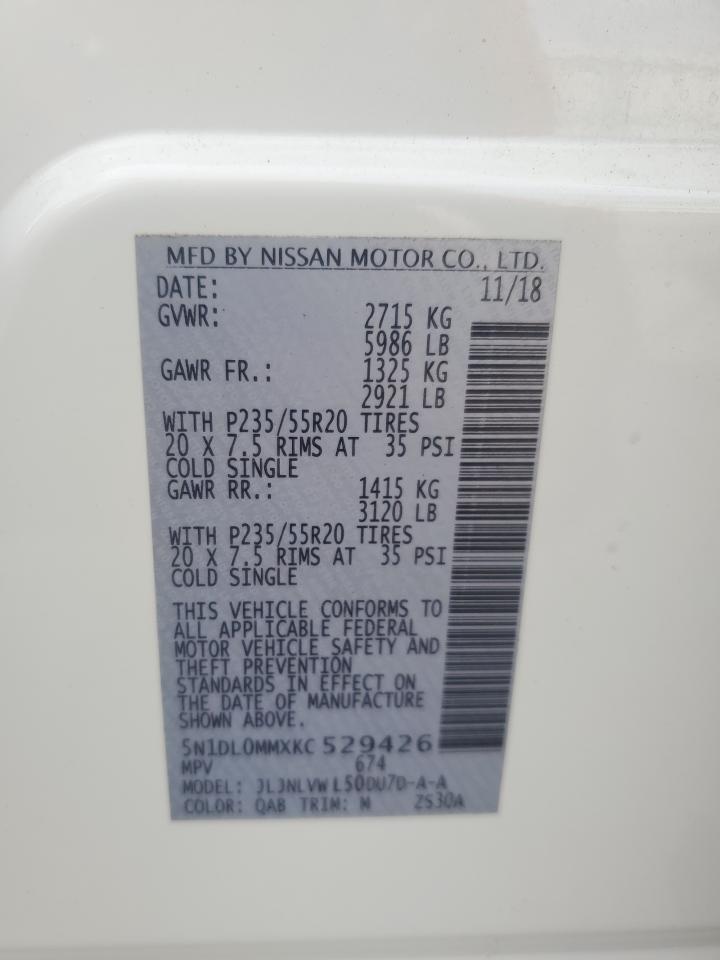 MFD BY NISSAN MOTOR CO., LTD.
DATE: 11/18
GVWR: 2715 KG
5986 LB
GAWR FR.: 1325 KG
2921 LB
WITH P235/55R20 TIRES
20 X 7.5 RIMS AT 35 PSI
COLD SINGLE
GAWR RR.: 1415 KG
3120 LB
WITH P235/55R20 TIRES
20 X 7.5 RIMS AT 35 PSI
COLD SINGLE
THIS VEHICLE CONFORMS TO
ALL APPLICABLE FEDERAL
MOTOR VEHICLE SAFETY AND
THEFT PREVENTION
STANDARDS IN EFFECT ON
THE DATE OF MANUFACTURE
SHOWN ABOVE.
5N1DL0MMXKC 529426
MPV 674
MODEL: JLJNLVW L50DU7D-A-A
COLOR: QAB TRIM: M ZS30A